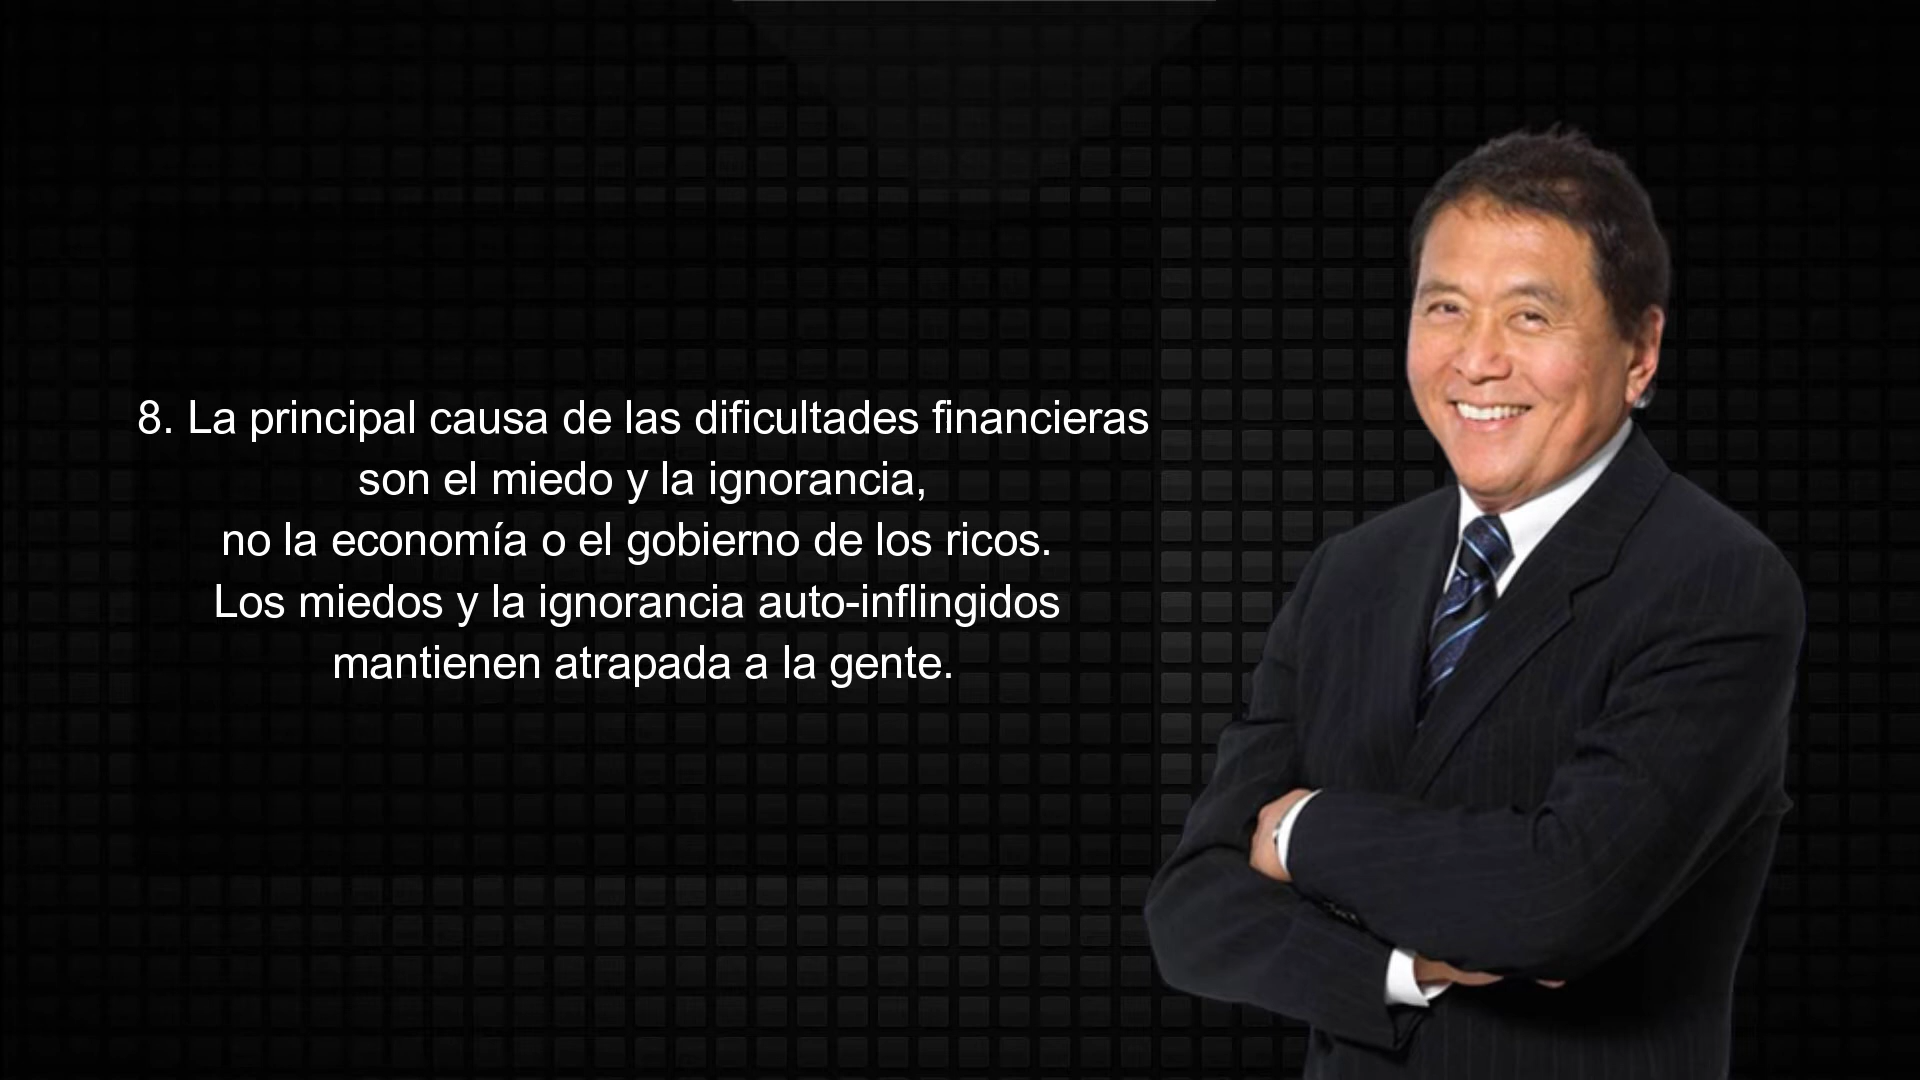 8. La principal causa de las dificultades financieras
son el miedo y la ignorancia,
no la economía o el gobierno de los ricos.
Los miedos y la ignorancia auto-inflingidos
mantienen atrapada a la gente.